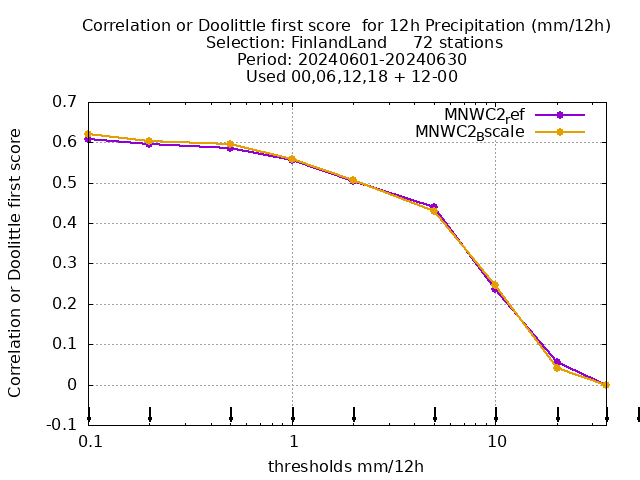 Correlation or Doolittle first score  for 12h Precipitation (mm/12h)
Selection: FinlandLand     72 stations
Period: 20240601-20240630
Used 00,06,12,18 + 12-00
MNWC2ref
MNWC2Bscale
0.7
0.6
0.5
0.4
0.3
0.2
0.1
0
-0.1
Correlation or Doolittle first score
0.1
1
10
thresholds mm/12h